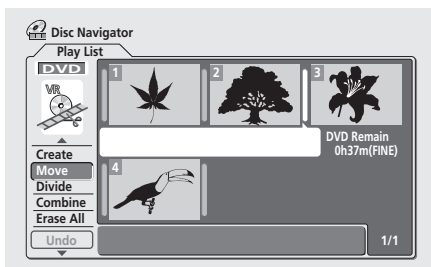 Disc Navigator
Play List
DVD
VR
1
2
3
DVD Remain
0h37m(FINE)
4
Create
Move
Divide
Combine
Erase All
Undo
1/1